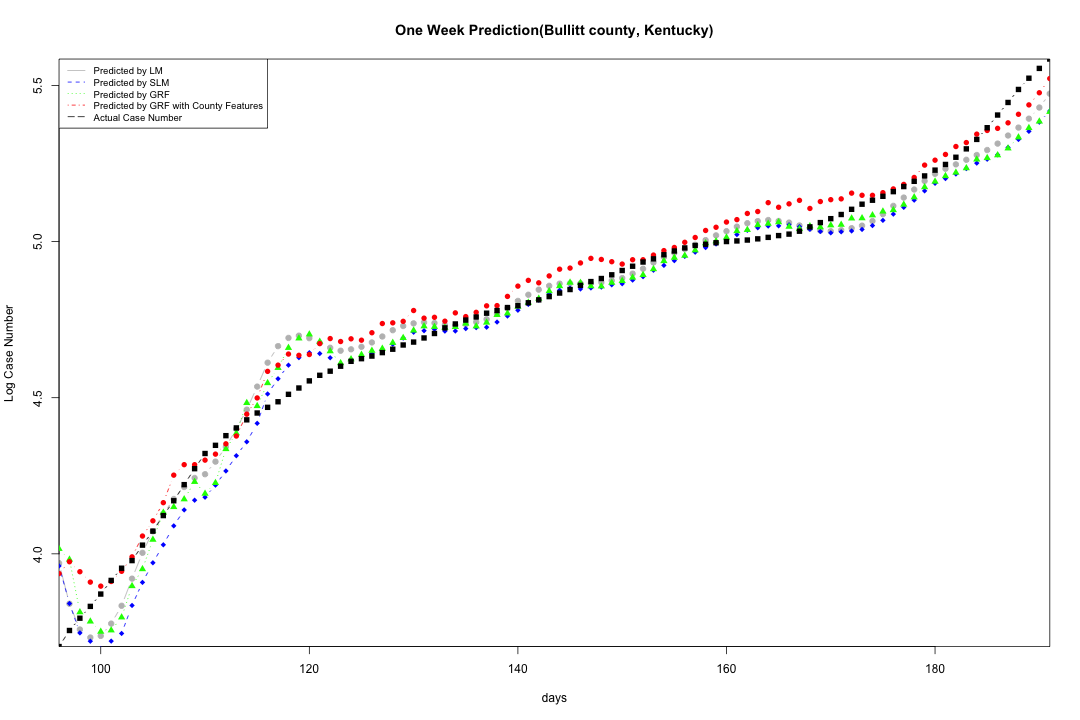 One Week Prediction(Bullitt county, Kentucky)
Predicted by LM
Predicted by SLM
Predicted by GRF
Predicted by GRF with County Features
Actual Case Number
5.5
5.0
4.5
4.0
Log Case Number
100 120 140 160 180
days